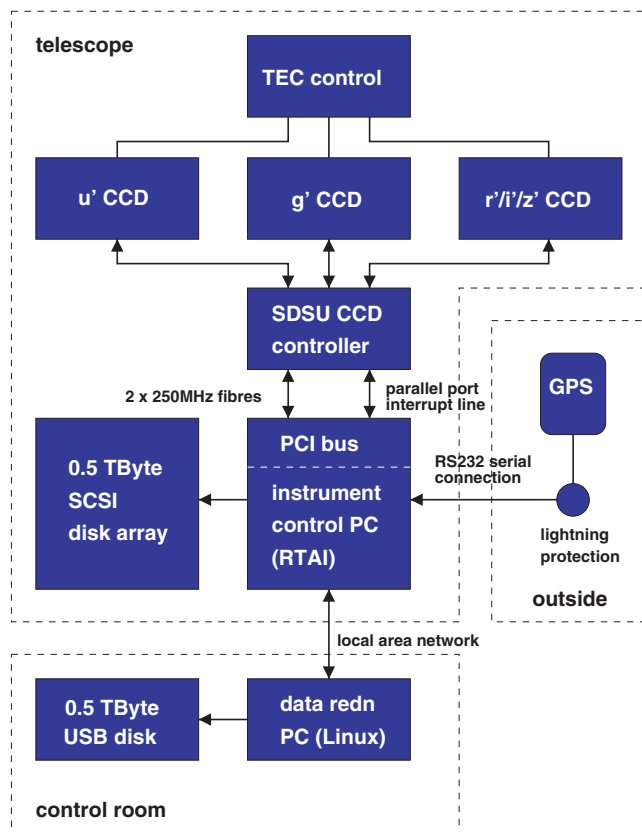 telescope
TEC control
u' CCD
g' CCD
r'/i'/z' CCD
SDSU CCD
controller
2 x 250MHz fibres
parallel port
interrupt line
GPS
PCI bus
0.5 TByte
SCSI
disk array
instrument
control PC
(RTAI)
RS232 serial
connection
lightning
protection
outside
local area network
0.5 TByte
USB disk
data redn
PC (Linux)
control room